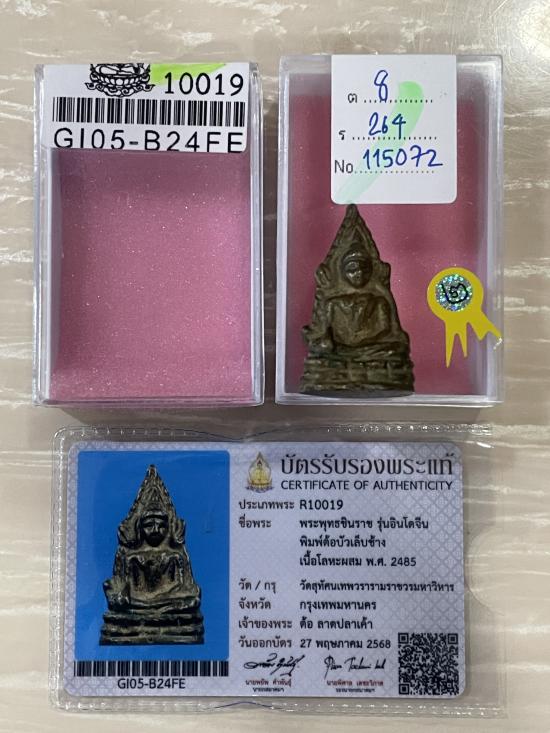 10019
GI05-B24FE
ต 8
ร 264
No. 115072
๒
บัตรรับรองพระแท้
CERTIFICATE OF AUTHENTICITY
ประเภทพระ R10019
ชื่อพระ พระพุทธชินราช รุ่นอินโดจีน
พิมพ์ต้อบัวเล็บช้าง
เนื้อโลหะผสม พ.ศ. 2485
วัด / กรุ วัดสุทัศนเทพวรารามราชวรมหาวิหาร
จังหวัด กรุงเทพมหานคร
เจ้าของพระ ต้อ ลาดปลาเค้า
วันออกบัตร 27 พฤษภาคม 2568
GI05-B24FE